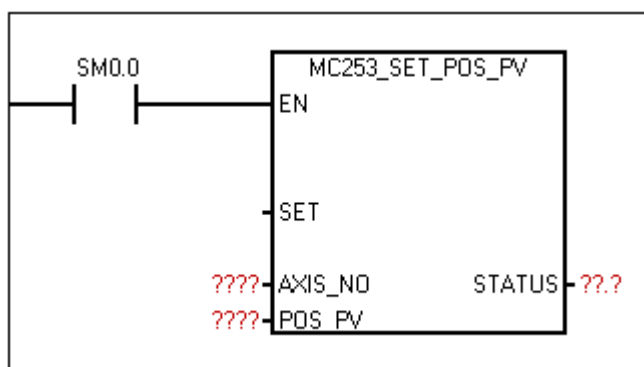 SM0.0
MC253_SET_POS_PV
EN
SET
???? AXIS_NO STATUS ??.?
???? POS_PV